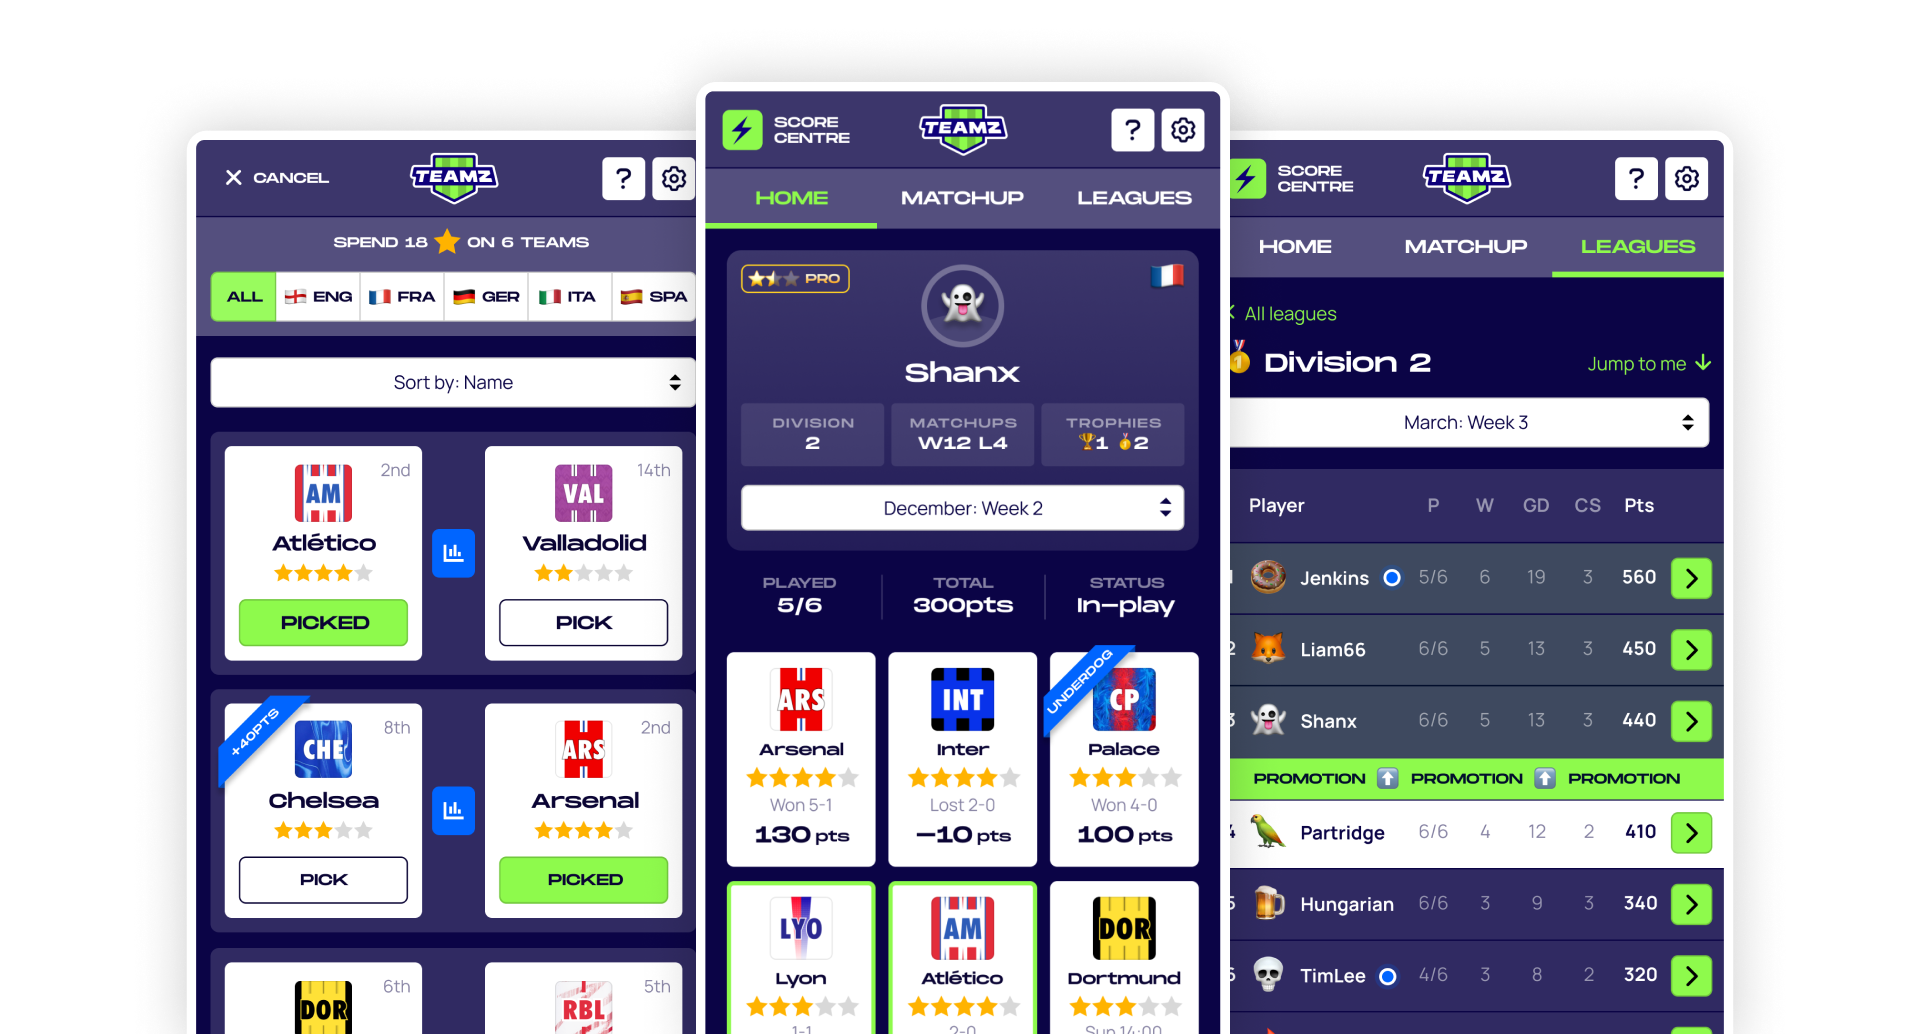 CANCEL
TEAMZ
?
SPEND 18 ON 6 TEAMS
ALL
ENG
FRA
GER
ITA
SPA
Sort by: Name
2nd
AM
Atlético
PICKED
14th
VAL
Valladolid
PICK
+40PTS
8th
CHE
Chelsea
PICK
2nd
ARS
Arsenal
PICKED
6th
DOR
5th
RBL
SCORE
CENTRE
TEAMZ
?
HOME
MATCHUP
LEAGUES
PRO
Shanx
DIVISION
2
MATCHUPS
W12 L4
TROPHIES
1 2
December: Week 2
PLAYED
5/6
TOTAL
300pts
STATUS
In-play
ARS
Arsenal
Won 5-1
130 pts
INT
Inter
Lost 2-0
-10 pts
UNDERDOG
CP
Palace
Won 4-0
100 pts
LYO
Lyon
1-1
AM
Atlético
2-0
DOR
Dortmund
Sun 14:00
SCORE
CENTRE
TEAMZ
?
HOME
MATCHUP
LEAGUES
All leagues
1 Division 2
Jump to me
March: Week 3
Player P W GD CS Pts
Jenkins 5/6 6 19 3 560
2 Liam66 6/6 5 13 3 450
3 Shanx 6/6 5 13 3 440
PROMOTION PROMOTION PROMOTION
4 Partridge 6/6 4 12 2 410
5 Hungarian 6/6 3 9 3 340
6 TimLee 4/6 3 8 2 320